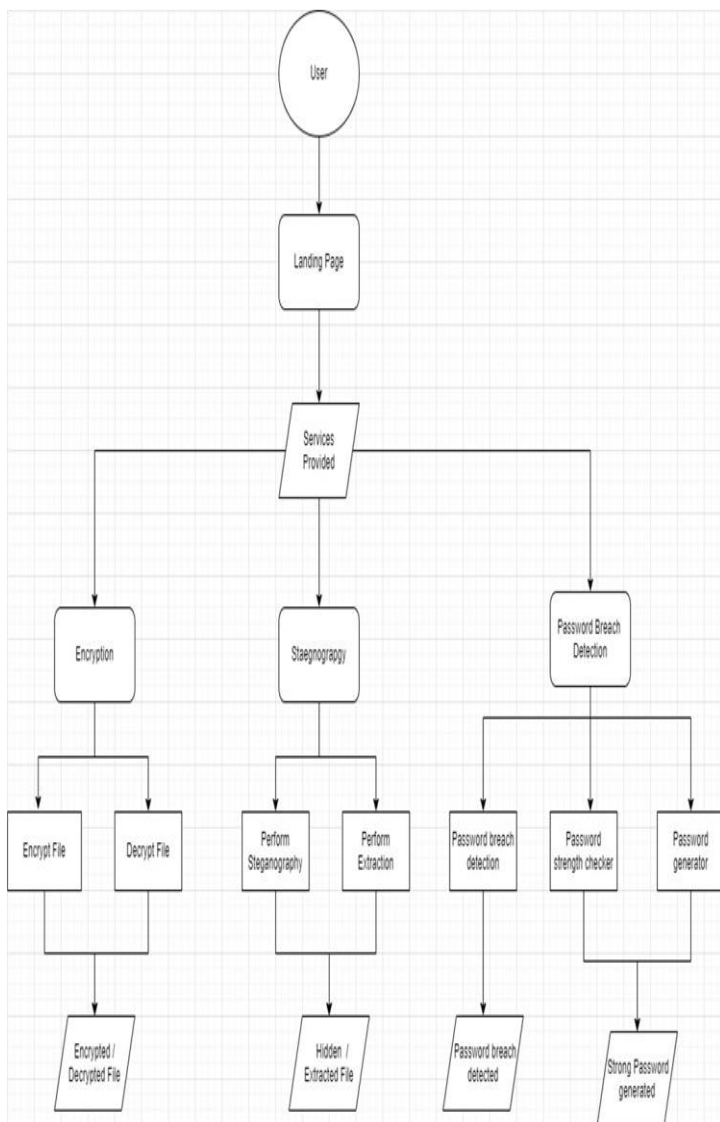 User
Landing Page
Services
Provided
Encryption
Staegnograpgy
Password Breach
Detection
Encrypt File
Decrypt File
Perform
Steganography
Perform
Extraction
Password breach
detection
Password
strength checker
Password
generator
Encrypted /
Decrypted File
Hidden /
Extracted File
Password breach
detected
Strong Password
generated